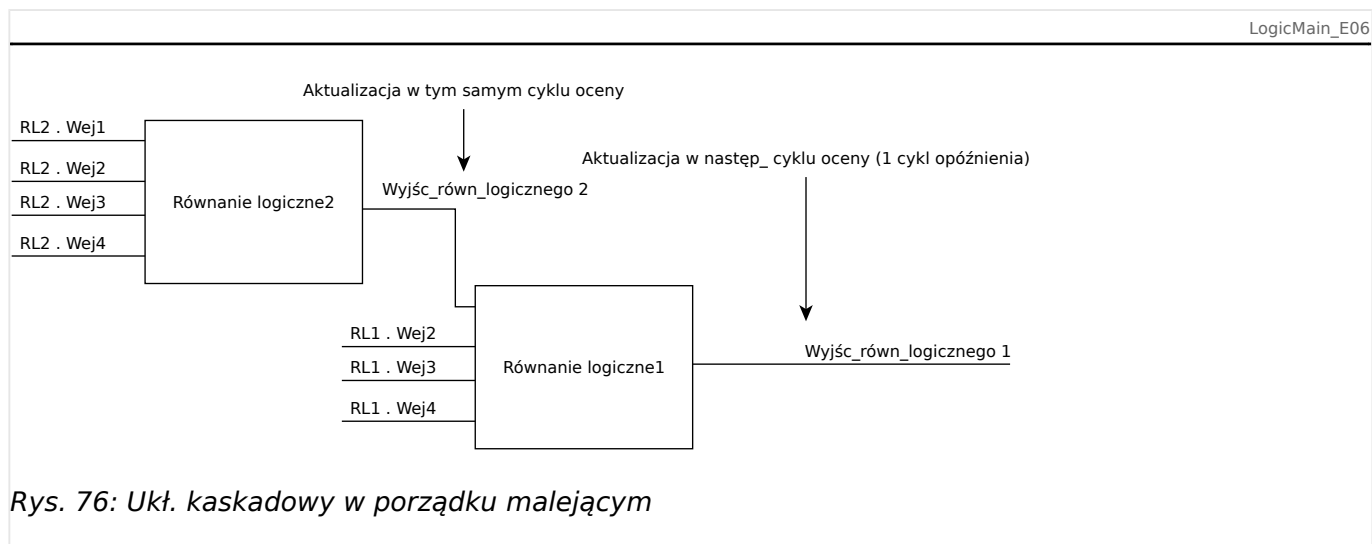 LogicMain_E06
Aktualizacja w tym samym cyklu oceny
RL2 . Wej1
Aktualizacja w następ_ cyklu oceny (1 cykl opóźnienia)
RL2 . Wej2
Wyjśc_równ_logicznego 2
RL2 . Wej3
Równanie logiczne2
RL2 . Wej4
RL1 . Wej2
Wyjśc_równ_logicznego 1
RL1 . Wej3
Równanie logiczne1
RL1 . Wej4
Rys. 76: Ukł. kaskadowy w porządku malejącym